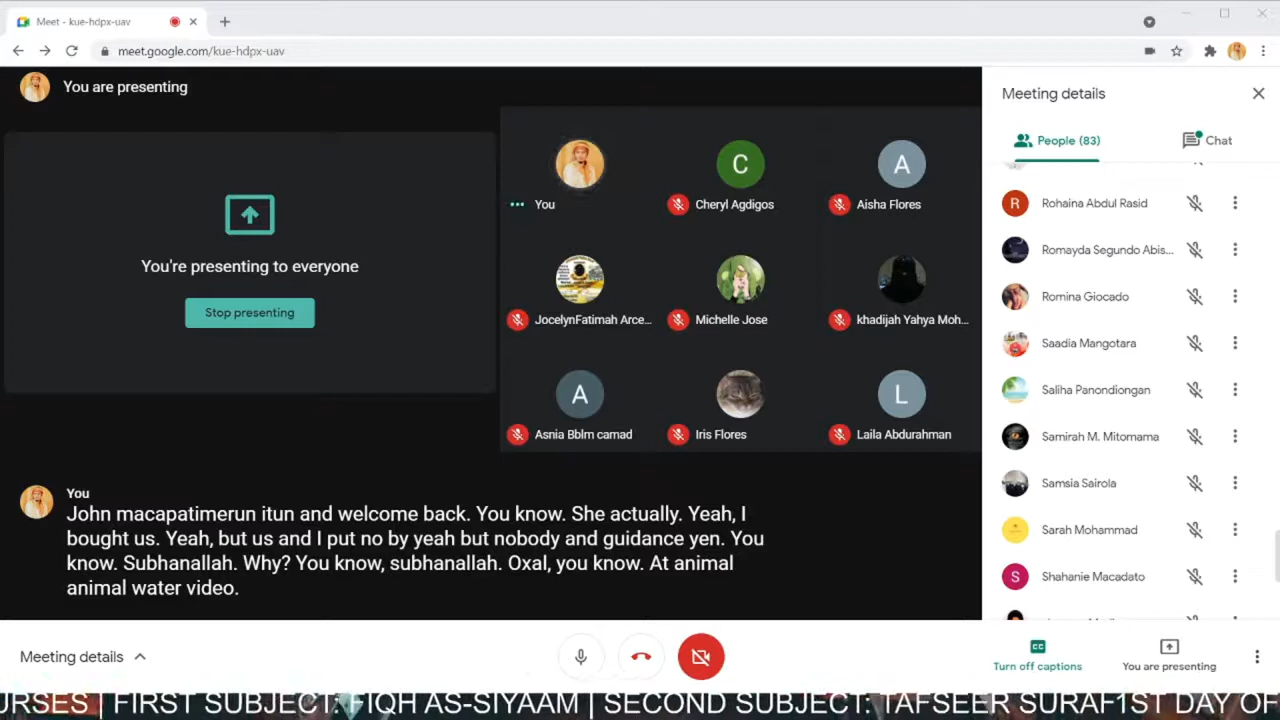 Meet - kue-hdpx-uav
meet.google.com/kue-hdpx-uav
You are presenting
You're presenting to everyone
Stop presenting
You
C
Cheryl Agdigos
A
Aisha Flores
JocelynFatimah Arce...
Michelle Jose
khadijah Yahya Moh...
A
Asnia Bblm camad
Iris Flores
L
Laila Abdurahman
You
John macapatimerun itun and welcome back. You know. She actually. Yeah, I
bought us. Yeah, but us and I put no by yeah but nobody and guidance yen. You
know. Subhanallah. Why? You know, subhanallah. Oxal, you know. At animal
animal water video.
Meeting details
People (83)
Chat
R
Rohaina Abdul Rasid
Romayda Segundo Abis...
Romina Giocado
Saadia Mangotara
Saliha Panondiongan
Samirah M. Mitomama
Samsia Sairola
Sarah Mohammad
S
Shahanie Macadato
Meeting details
CC
Turn off captions
You are presenting
URSES | FIRST SUBJECT: FIQH AS-SIYAAM | SECOND SUBJECT: TAFSEER SURAF1ST DAY OF